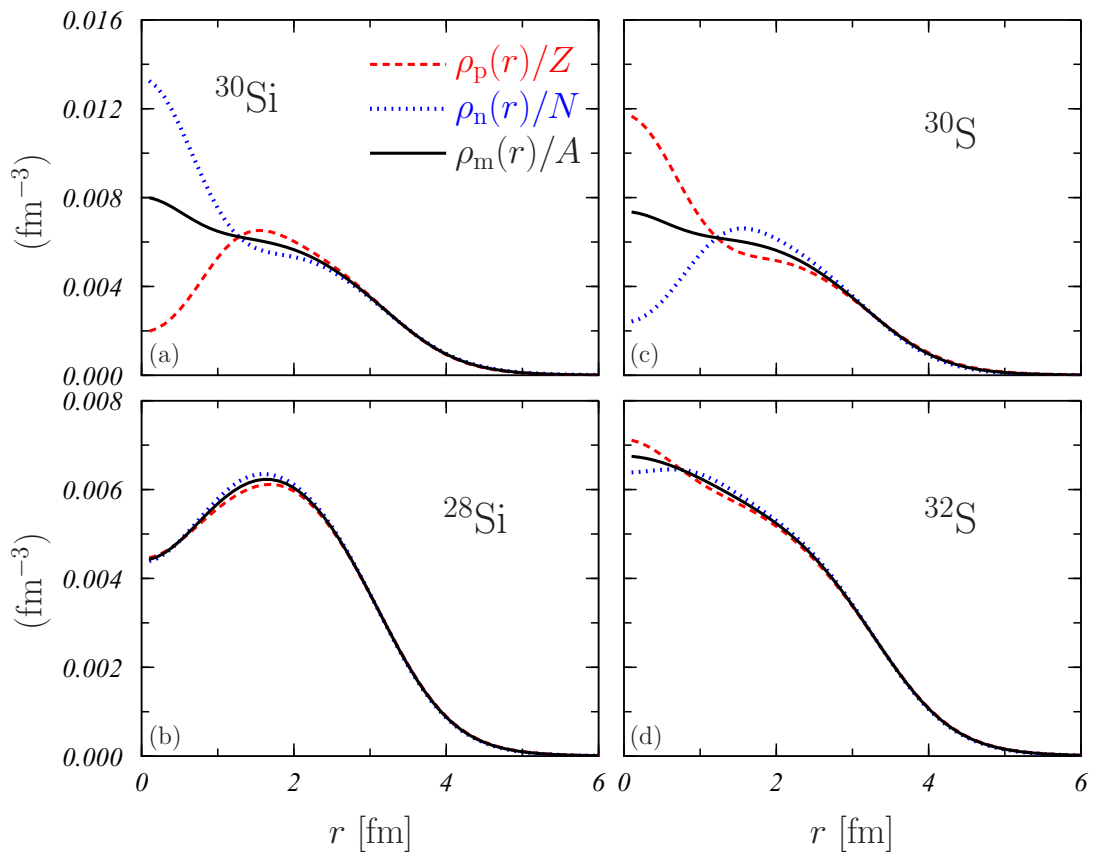 0.016
0.012
0.008
0.004
0.000
(fm⁻³)
³⁰Si
ρₚ(r)/Z
ρₙ(r)/N
ρₘ(r)/A
(a)
³⁰S
(c)
0.008
0.006
0.004
0.002
0.000
(fm⁻³)
²⁸Si
(b)
0
2
4
6
r [fm]
³²S
(d)
0
2
4
6
r [fm]